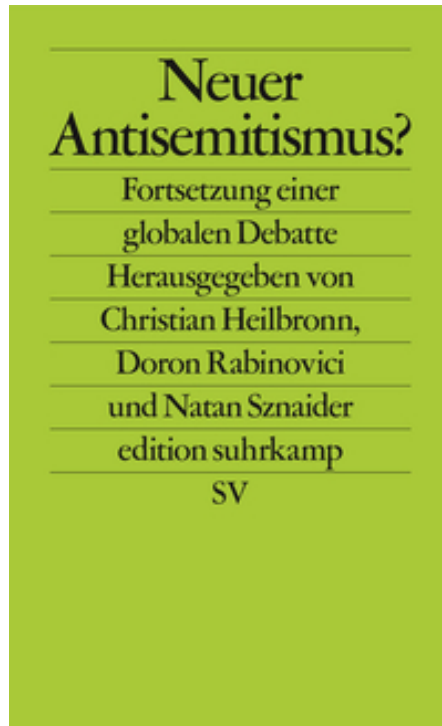 Neuer
Antisemitismus?
Fortsetzung einer
globalen Debatte
Herausgegeben von
Christian Heilbronn,
Doron Rabinovici
und Natan Sznaider
edition suhrkamp
SV